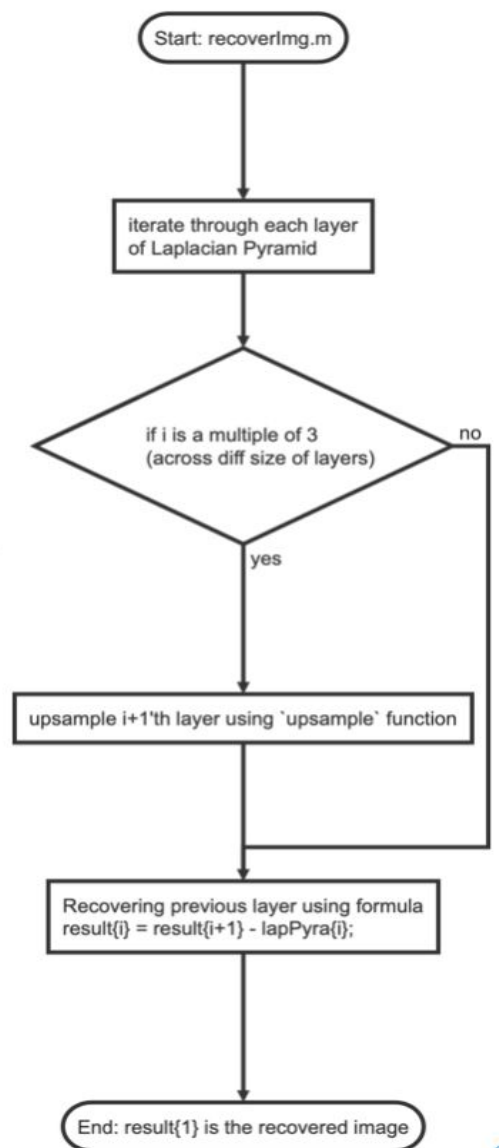 Start: recoverImg.m
iterate through each layer
of Laplacian Pyramid
if i is a multiple of 3
(across diff size of layers)
no
yes
upsample i+1'th layer using `upsample` function
Recovering previous layer using formula
result{i} = result{i+1} - lapPyra{i};
End: result{1} is the recovered image